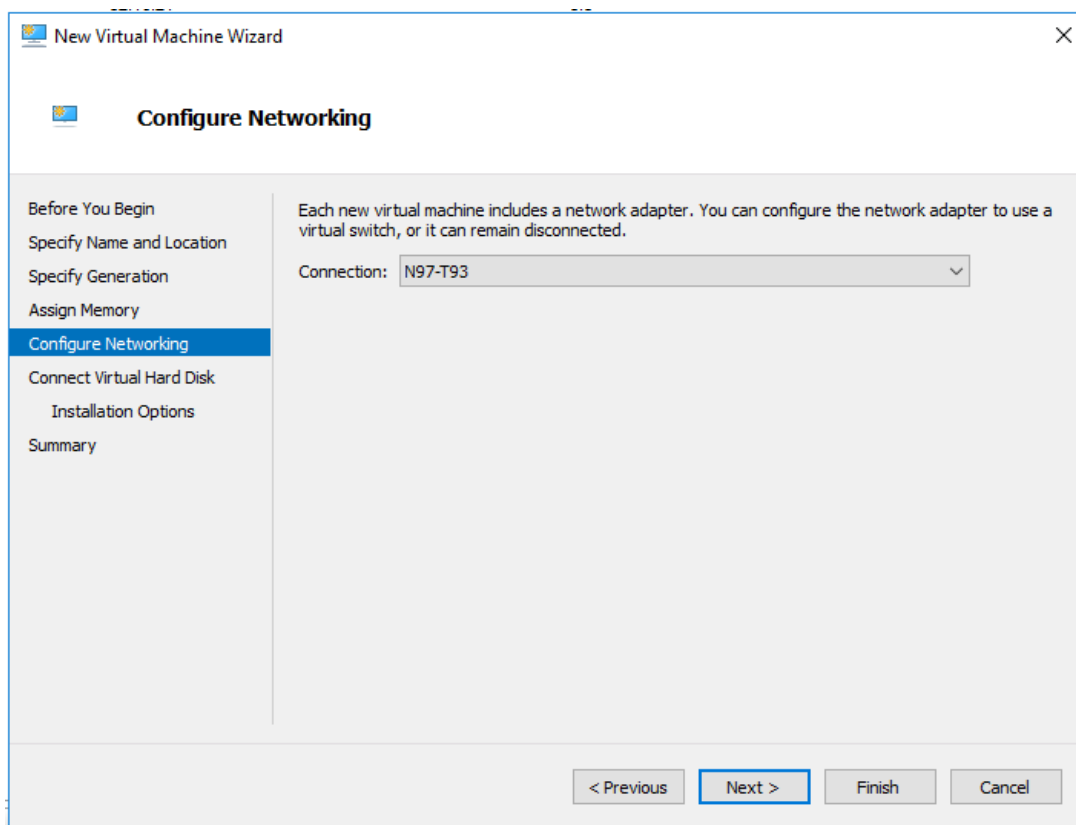 New Virtual Machine Wizard
Configure Networking
Before You Begin
Specify Name and Location
Specify Generation
Assign Memory
Configure Networking
Connect Virtual Hard Disk
Installation Options
Summary
Each new virtual machine includes a network adapter. You can configure the network adapter to use a
virtual switch, or it can remain disconnected.
Connection: N97-T93
< Previous
Next >
Finish
Cancel